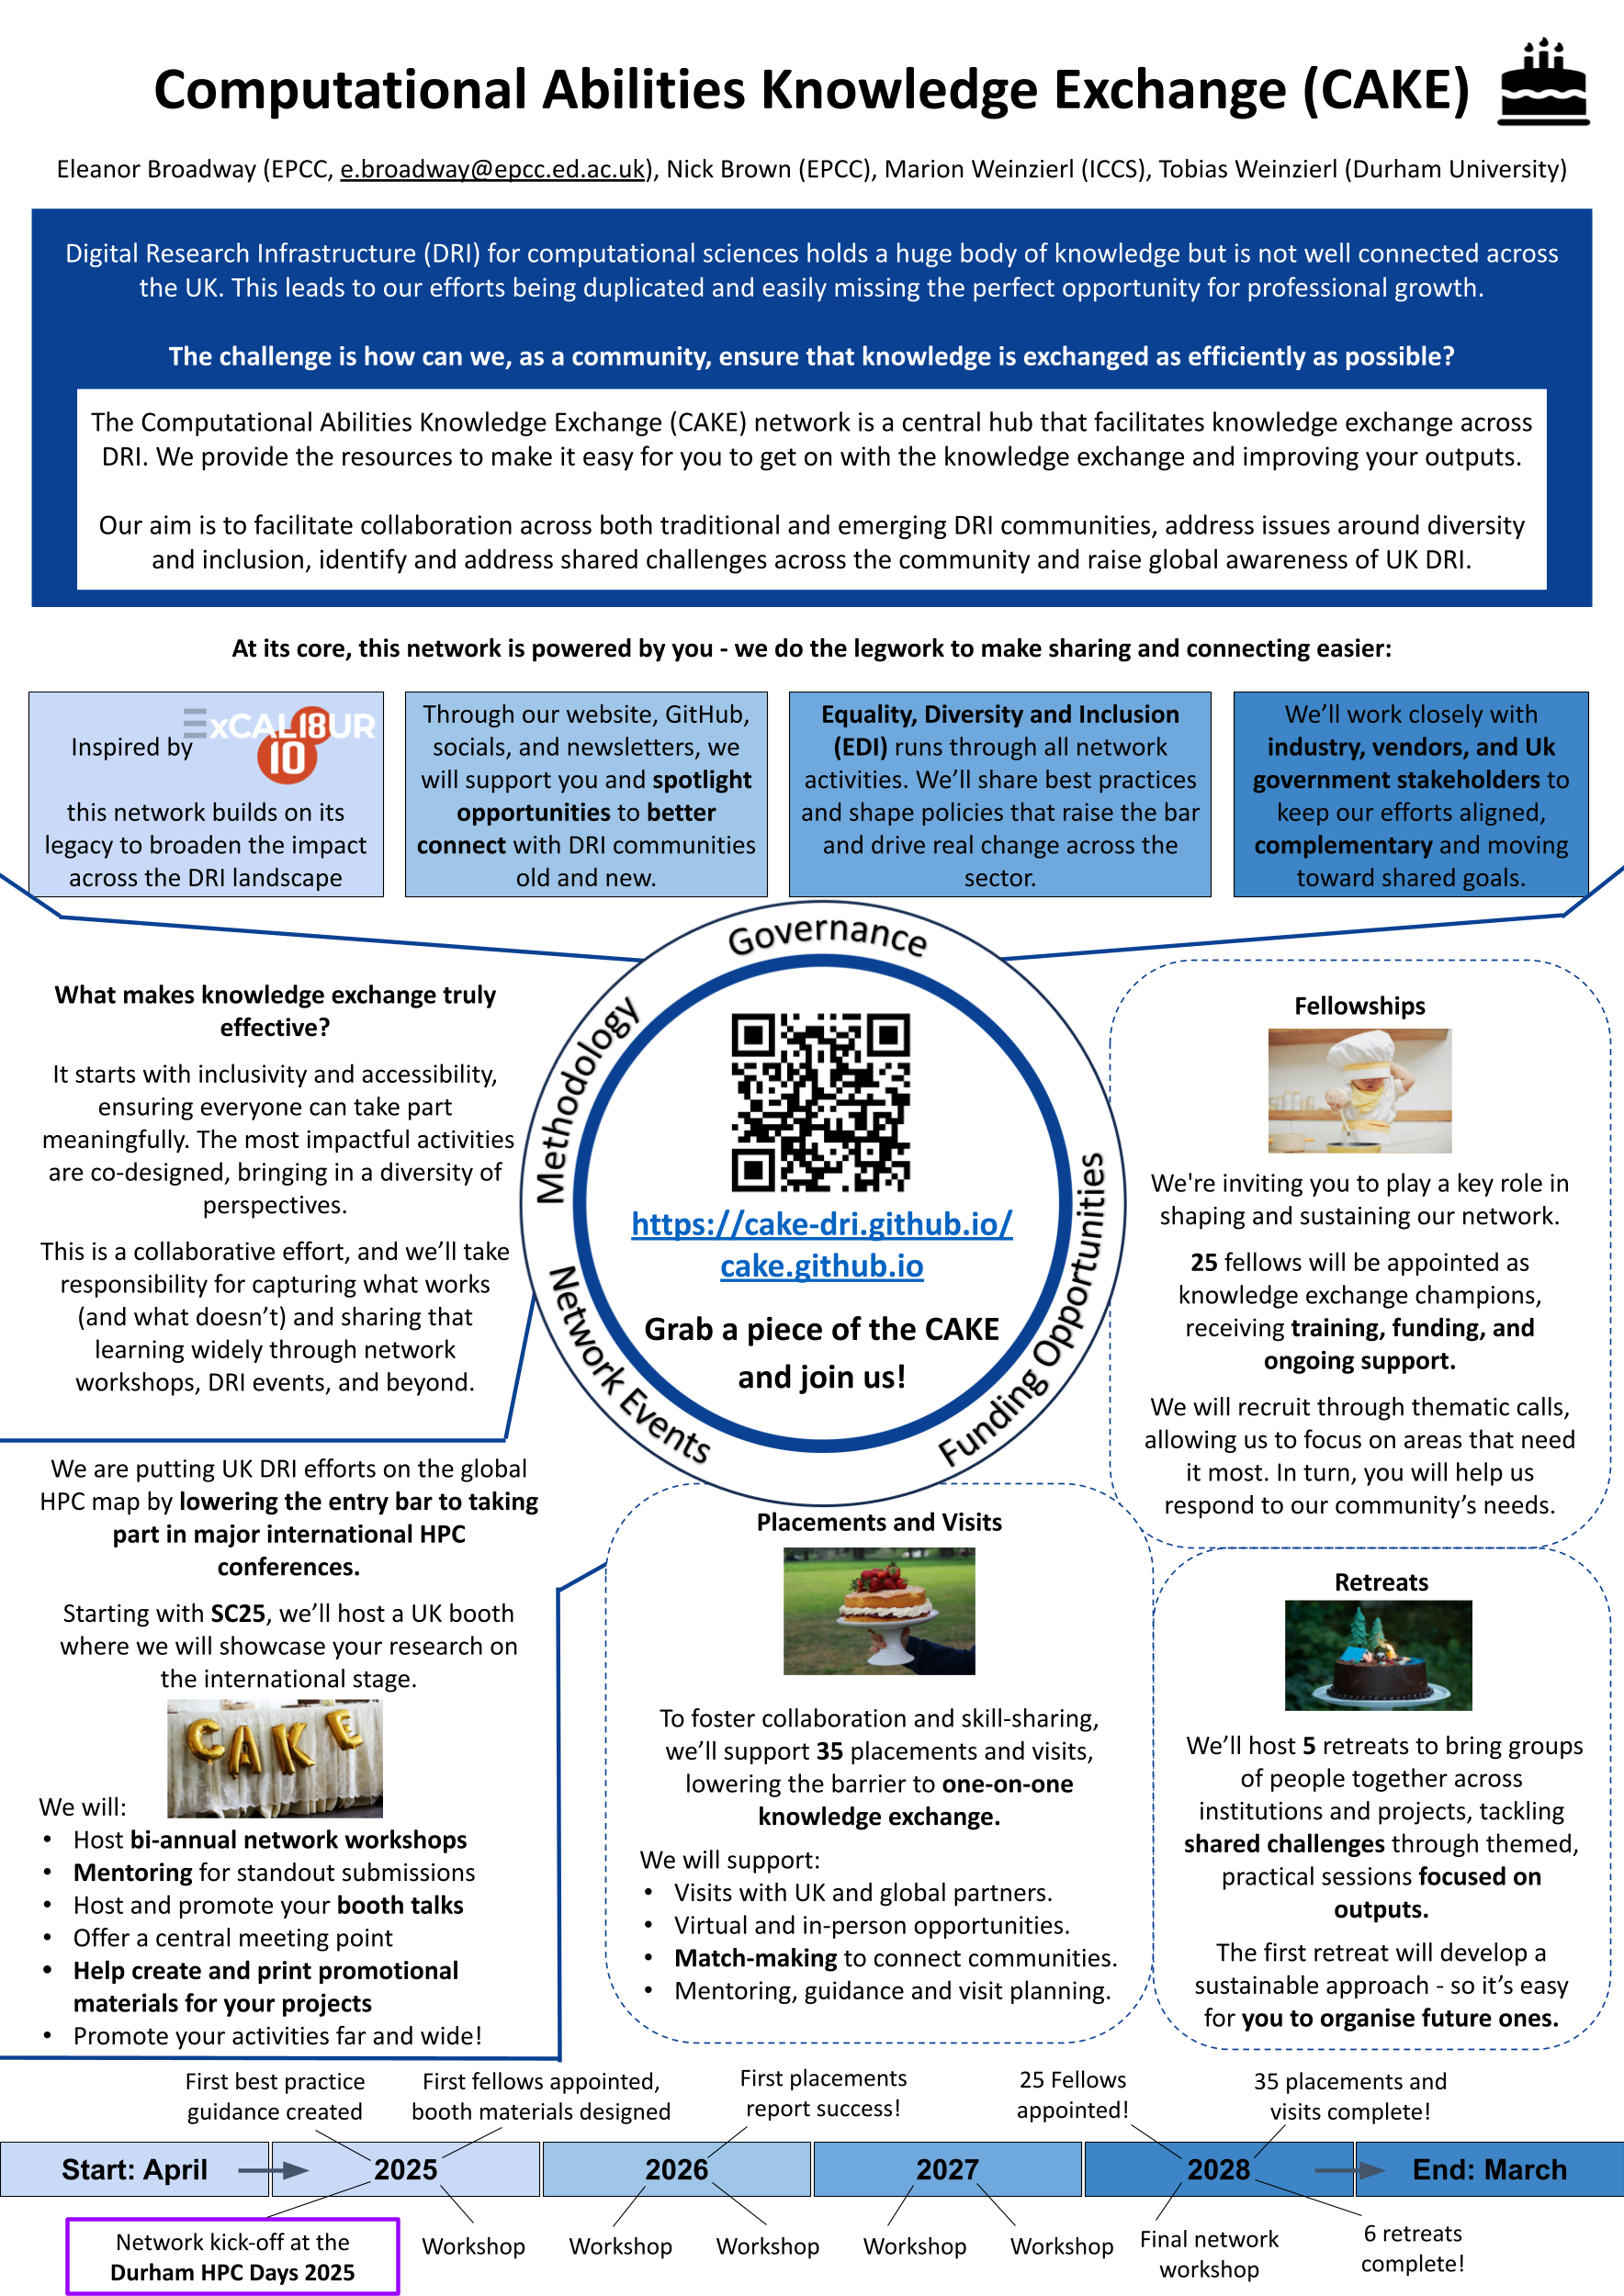 Computational Abilities Knowledge Exchange (CAKE)
Eleanor Broadway (EPCC, e.broadway@epcc.ed.ac.uk), Nick Brown (EPCC), Marion Weinzierl (ICCS), Tobias Weinzierl (Durham University)
Digital Research Infrastructure (DRI) for computational sciences holds a huge body of knowledge but is not well connected across
the UK. This leads to our efforts being duplicated and easily missing the perfect opportunity for professional growth.
The challenge is how can we, as a community, ensure that knowledge is exchanged as efficiently as possible?
The Computational Abilities Knowledge Exchange (CAKE) network is a central hub that facilitates knowledge exchange across
DRI. We provide the resources to make it easy for you to get on with the knowledge exchange and improving your outputs.
Our aim is to facilitate collaboration across both traditional and emerging DRI communities, address issues around diversity
and inclusion, identify and address shared challenges across the community and raise global awareness of UK DRI.
At its core, this network is powered by you - we do the legwork to make sharing and connecting easier:
Inspired by
ExCAL18UR
10
this network builds on its
legacy to broaden the impact
across the DRI landscape
Through our website, GitHub,
socials, and newsletters, we
will support you and spotlight
opportunities to better
connect with DRI communities
old and new.
Equality, Diversity and Inclusion
(EDI) runs through all network
activities. We'll share best practices
and shape policies that raise the bar
and drive real change across the
sector.
We'll work closely with
industry, vendors, and Uk
government stakeholders to
keep our efforts aligned,
complementary and moving
toward shared goals.
Governance
Methodology
Network Events
Funding Opportunities
https://cake-dri.github.io/
cake.github.io
Grab a piece of the CAKE
and join us!
What makes knowledge exchange truly
effective?
It starts with inclusivity and accessibility,
ensuring everyone can take part
meaningfully. The most impactful activities
are co-designed, bringing in a diversity of
perspectives.
This is a collaborative effort, and we'll take
responsibility for capturing what works
(and what doesn't) and sharing that
learning widely through network
workshops, DRI events, and beyond.
Fellowships
We're inviting you to play a key role in
shaping and sustaining our network.
25 fellows will be appointed as
knowledge exchange champions,
receiving training, funding, and
ongoing support.
We will recruit through thematic calls,
allowing us to focus on areas that need
it most. In turn, you will help us
respond to our community's needs.
We are putting UK DRI efforts on the global
HPC map by lowering the entry bar to taking
part in major international HPC
conferences.
Starting with SC25, we'll host a UK booth
where we will showcase your research on
the international stage.
CAKE
We will:
• Host bi-annual network workshops
• Mentoring for standout submissions
• Host and promote your booth talks
• Offer a central meeting point
• Help create and print promotional
materials for your projects
• Promote your activities far and wide!
Placements and Visits
To foster collaboration and skill-sharing,
we'll support 35 placements and visits,
lowering the barrier to one-on-one
knowledge exchange.
We will support:
• Visits with UK and global partners.
• Virtual and in-person opportunities.
• Match-making to connect communities.
• Mentoring, guidance and visit planning.
Retreats
We'll host 5 retreats to bring groups
of people together across
institutions and projects, tackling
shared challenges through themed,
practical sessions focused on
outputs.
The first retreat will develop a
sustainable approach - so it's easy
for you to organise future ones.
First best practice
guidance created
First fellows appointed,
booth materials designed
First placements
report success!
25 Fellows
appointed!
35 placements and
visits complete!
Start: April
2025
2026
2027
2028
End: March
Network kick-off at the
Durham HPC Days 2025
Workshop
Workshop
Workshop
Workshop
Workshop
Final network
workshop
6 retreats
complete!